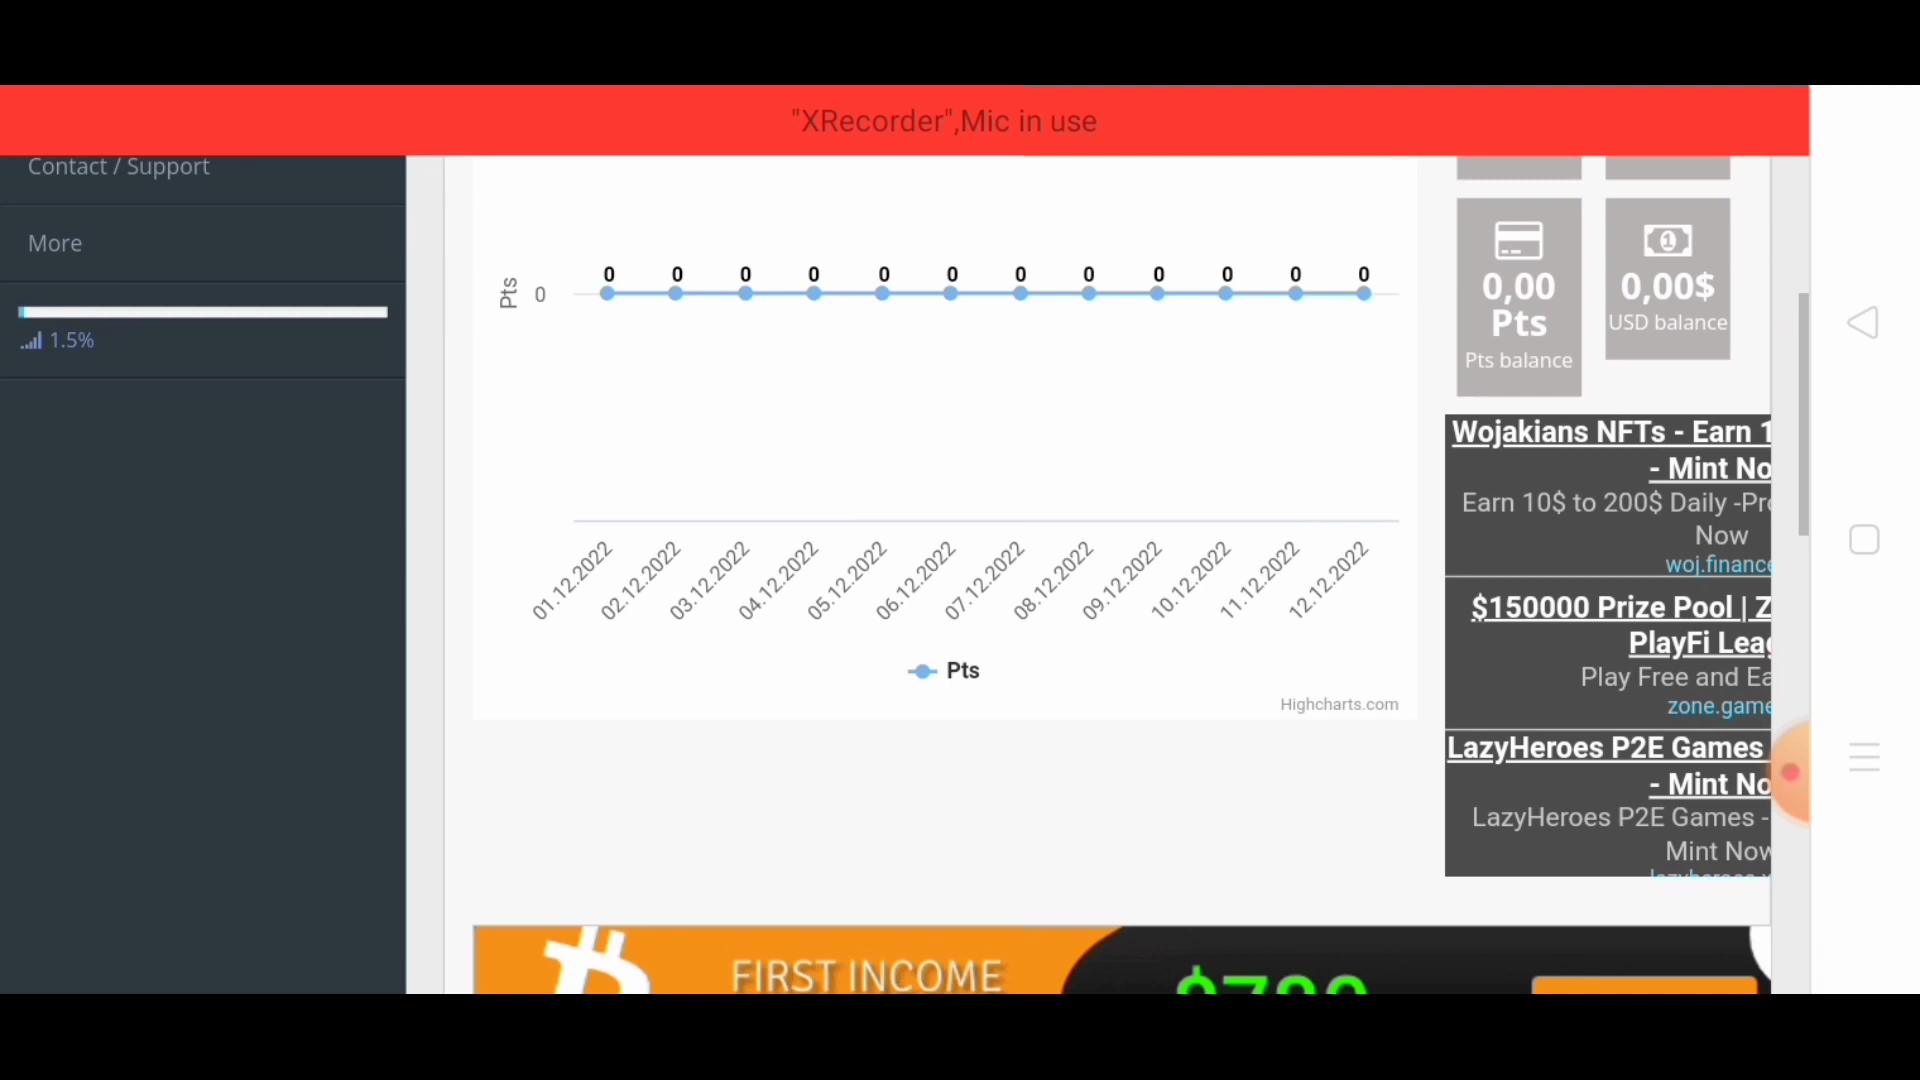 "XRecorder",Mic in use
Contact / Support
More
1.5%
Pts
0
0 0 0 0 0 0 0 0 0 0 0 0
01.12.2022 02.12.2022 03.12.2022 04.12.2022 05.12.2022 06.12.2022 07.12.2022 08.12.2022 09.12.2022 10.12.2022 11.12.2022 12.12.2022
Pts
Highcharts.com
0,00
Pts
Pts balance
0,00$
USD balance
Wojakians NFTs - Earn 1
- Mint No
Earn 10$ to 200$ Daily -Pr
Now
woj.finance
$150000 Prize Pool | Z
PlayFi Leag
Play Free and Ea
zone.game
LazyHeroes P2E Games
- Mint No
LazyHeroes P2E Games -
Mint Now
FIRST INCOME